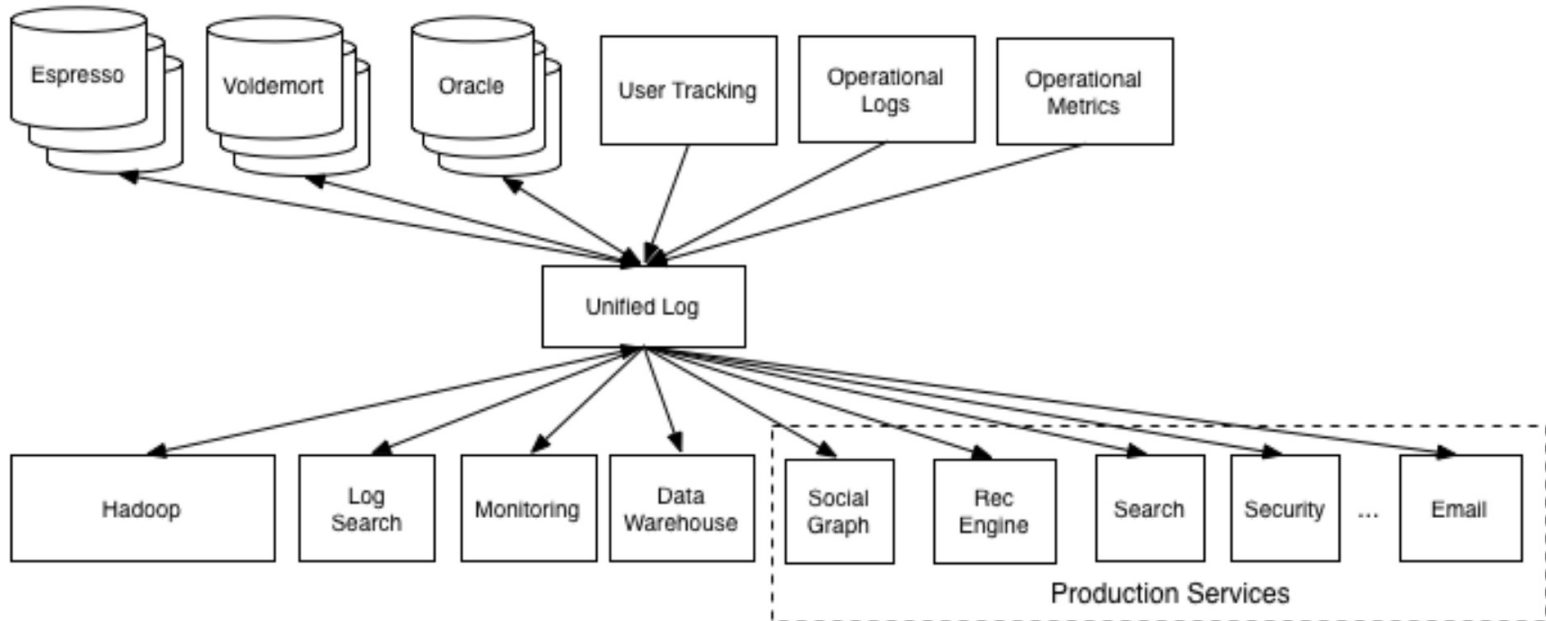 Espresso
Voldemort
Oracle
User Tracking
Operational
Logs
Operational
Metrics
Unified Log
Hadoop
Log
Search
Monitoring
Data
Warehouse
Social
Graph
Rec
Engine
Search
Security
...
Email
Production Services